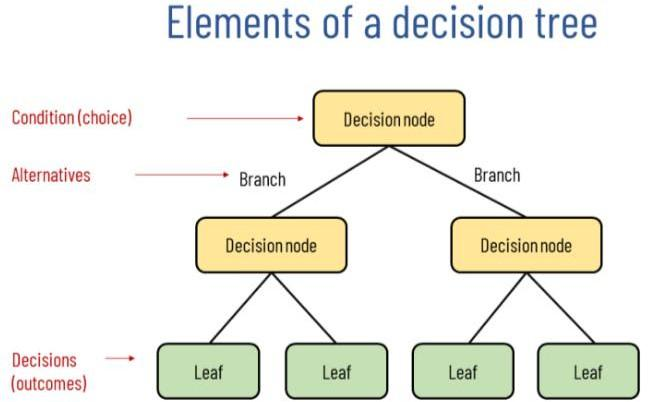 Elements of a decision tree
Condition (choice)
Decision node
Alternatives
Branch
Branch
Decision node
Decision node
Decisions
(outcomes)
Leaf
Leaf
Leaf
Leaf